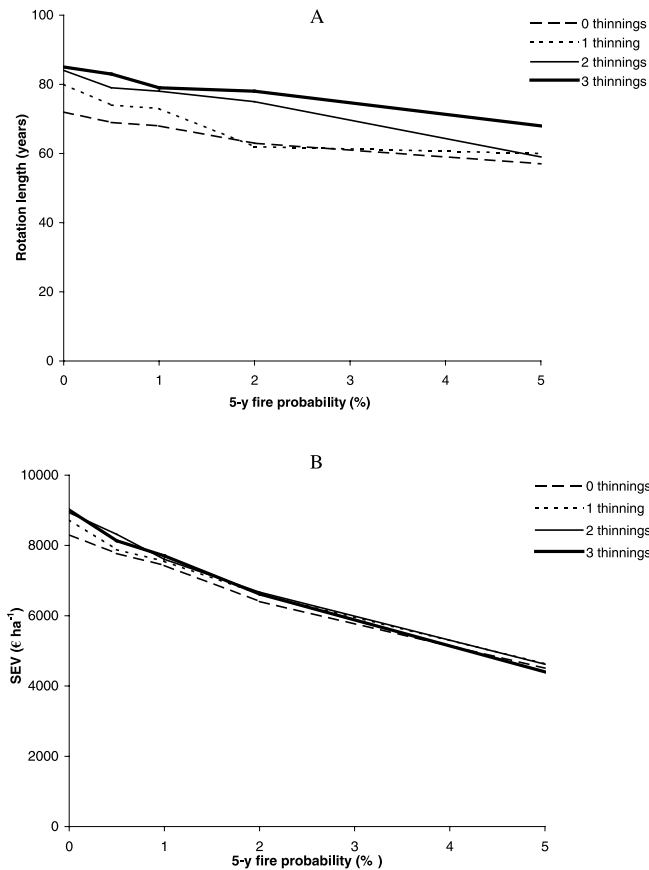 A
0 thinnings
1 thinning
2 thinnings
3 thinnings
100
80
60
40
20
0
Rotation length (years)
0 1 2 3 4 5
5-y fire probability (%)
B
0 thinnings
1 thinning
2 thinnings
3 thinnings
10000
8000
6000
4000
2000
0
SEV (€ ha-1)
0 1 2 3 4 5
5-y fire probability (% )